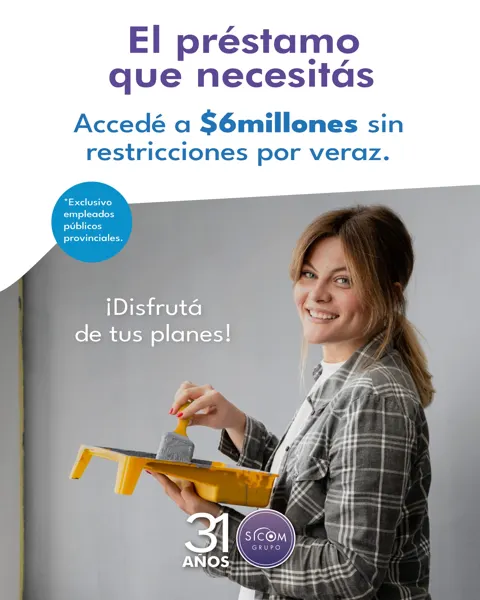 El préstamo
que necesitás
Accedé a $6millones sin
restricciones por veraz.
*Exclusivo
empleados
públicos
provinciales.
¡Disfrutá
de tus planes!
31
AÑOS
SICOM
GRUPO